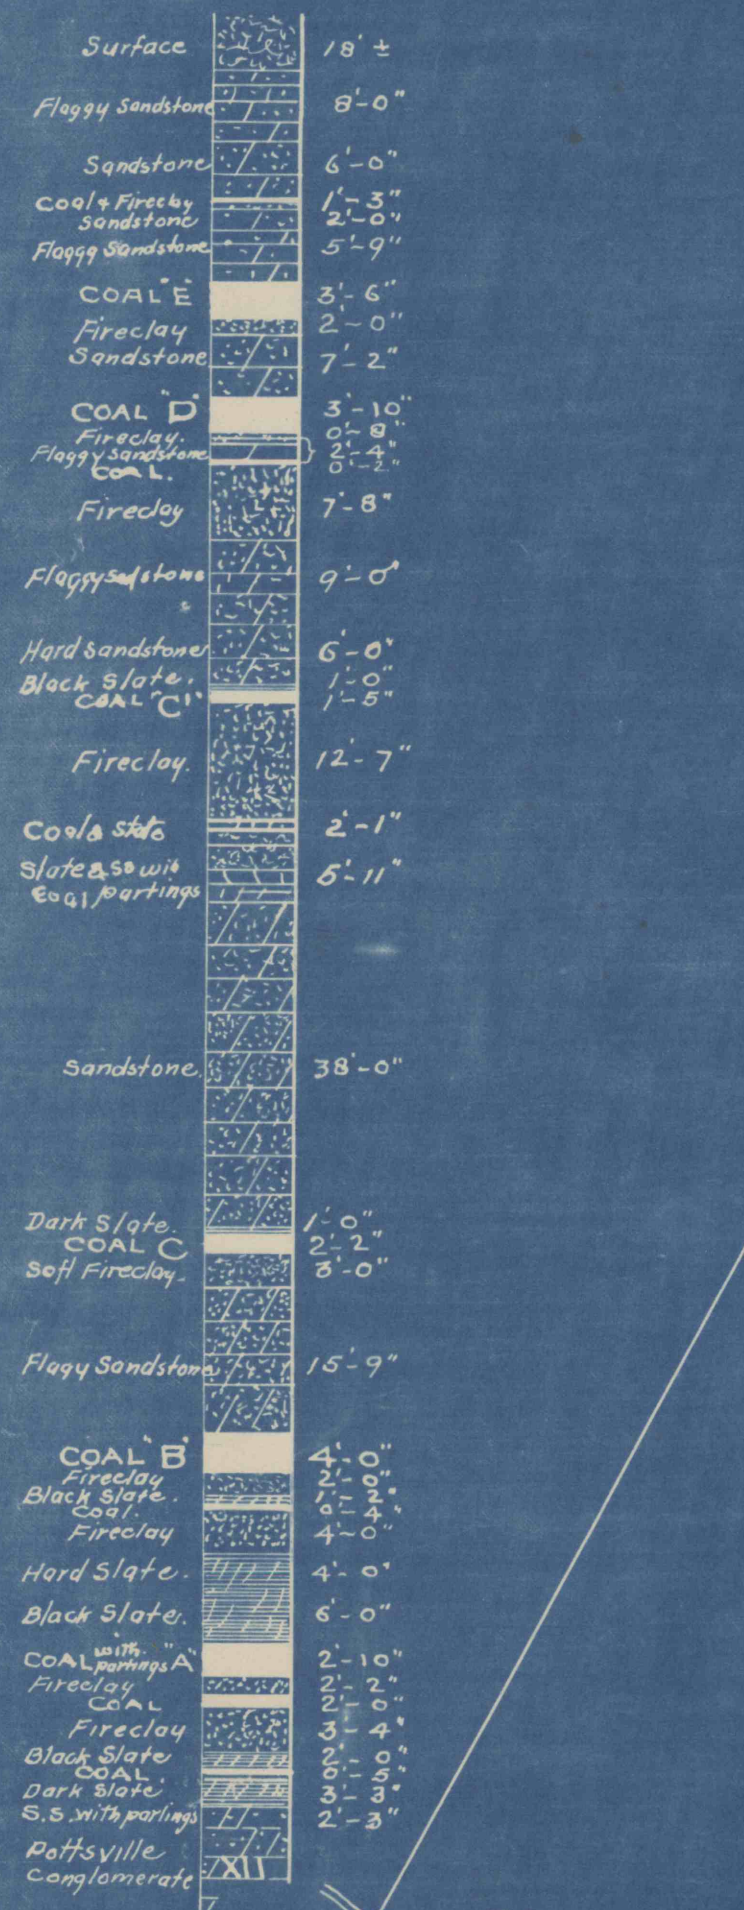 Surface 18' ±
Flaggy Sandstone 8'-0"
Sandstone 6'-0"
Coal & Fireclay 1'-3"
Sandstone 2'-0"
Flaggy Sandstone 5'-9"
COAL "E" 3'-6"
Fireclay 2'-0"
Sandstone 7'-2"
COAL "D" 3'-10"
Fireclay. 0'-8"
Flaggy Sandstone 2'-4"
COAL. 0'-2"
Fireclay 7'-8"
Flaggy Sandstone 9'-0"
Hard Sandstone 6'-0"
Black Slate. 1'-0"
COAL "C'" 1'-5"
Fireclay. 12'-7"
Coal & Slate 2'-1"
Slate & SS with 5'-11"
Coal partings
Sandstone. 38'-0"
Dark Slate. 1'-0"
COAL C 2'-2"
Soft Fireclay- 3'-0"
Flagy Sandstone 15'-9"
COAL "B" 4'-0"
Fireclay 2'-0"
Black Slate. 1'-2"
Coal. 0'-4"
Fireclay 4'-0"
Hard Slate. 4'-0"
Black Slate. 6'-0"
COAL with partings "A" 2'-10"
Fireclay 2'-2"
COAL 2'-0"
Fireclay 3'-4"
Black Slate 2'-0"
COAL. 0'-5"
Dark Slate 3'-3"
S.S. with partings 2'-3"
Pottsville
Conglomerate XII